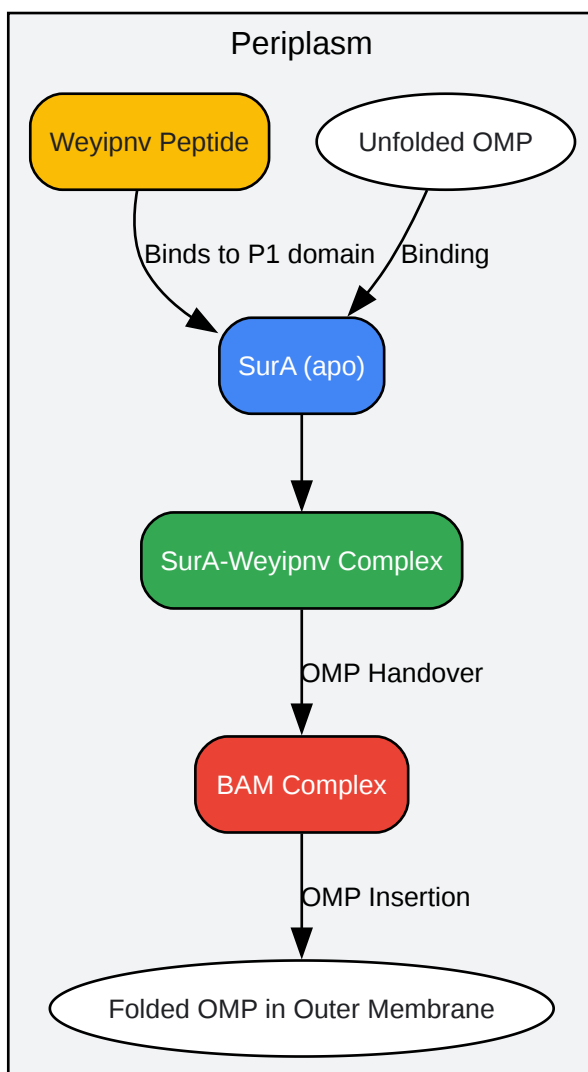 Periplasm
Weyipnv Peptide
Unfolded OMP
Binds to P1 domain
Binding
SurA (apo)
SurA-Weyipnv Complex
OMP Handover
BAM Complex
OMP Insertion
Folded OMP in Outer Membrane